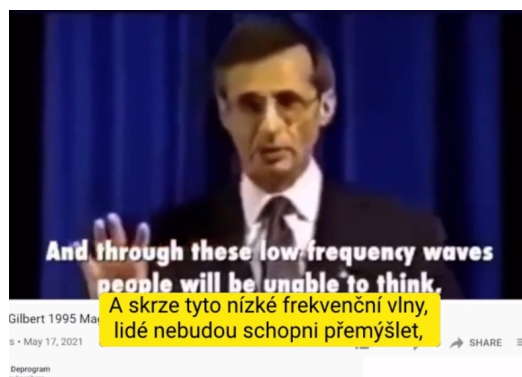 And through these low frequency waves
people will be unable to think,
A skrze tyto nízké frekvenční vlny,
lidé nebudou schopni přemýšlet,
Gilbert 1995
s • May 17, 2021
SHARE
Deprogram